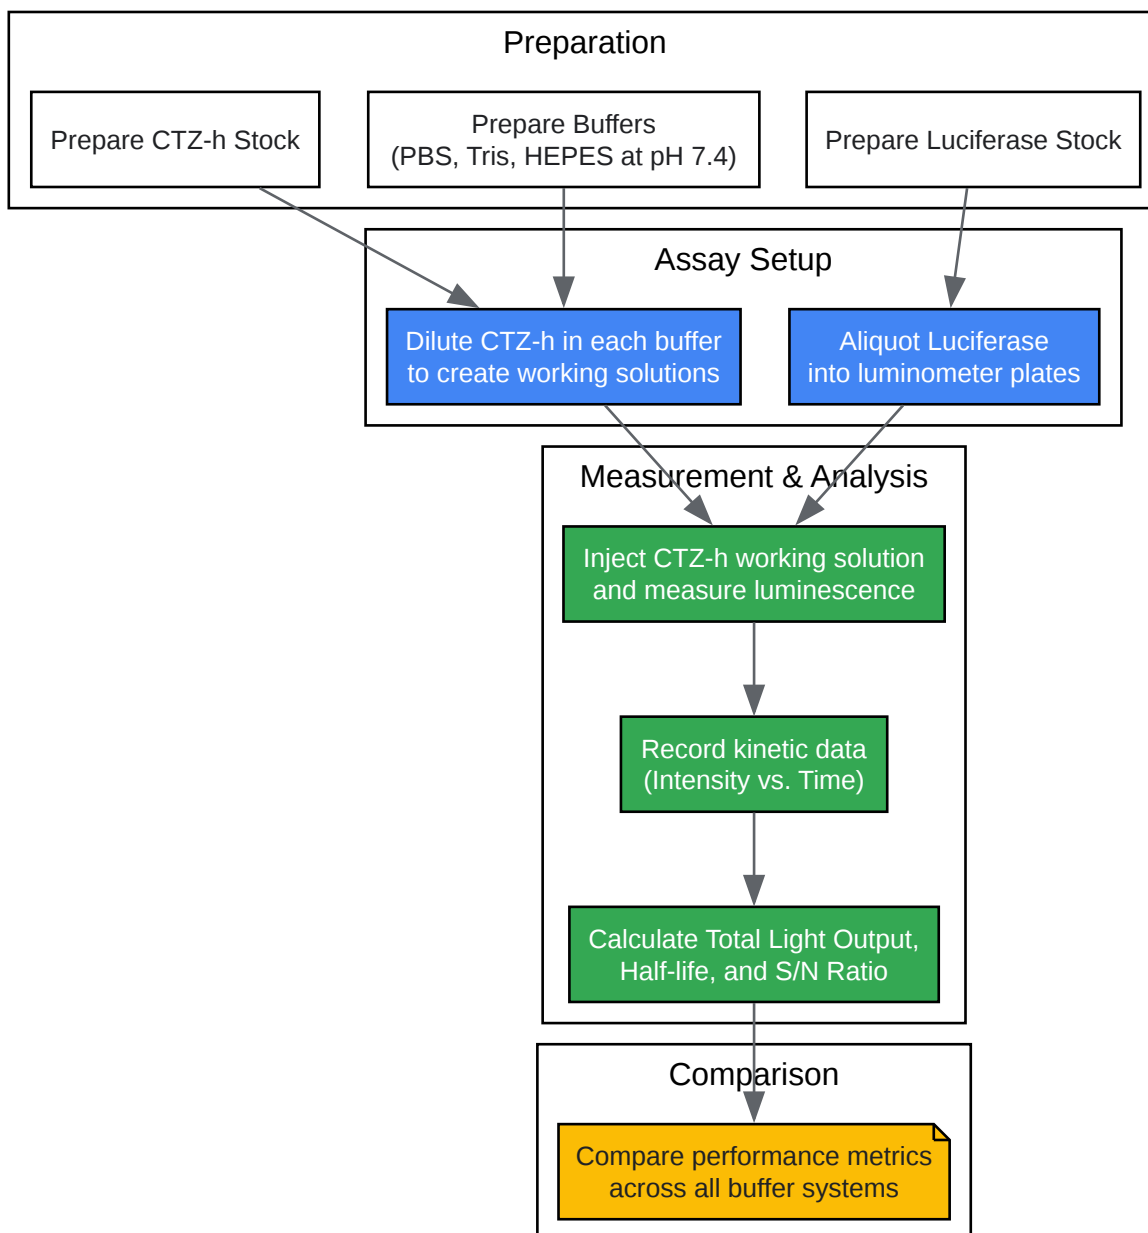 Preparation
Prepare CTZ-h Stock
Prepare Buffers
(PBS, Tris, HEPES at pH 7.4)
Prepare Luciferase Stock
Assay Setup
Dilute CTZ-h in each buffer
to create working solutions
Aliquot Luciferase
into luminometer plates
Measurement & Analysis
Inject CTZ-h working solution
and measure luminescence
Record kinetic data
(Intensity vs. Time)
Calculate Total Light Output,
Half-life, and S/N Ratio
Comparison
Compare performance metrics
across all buffer systems